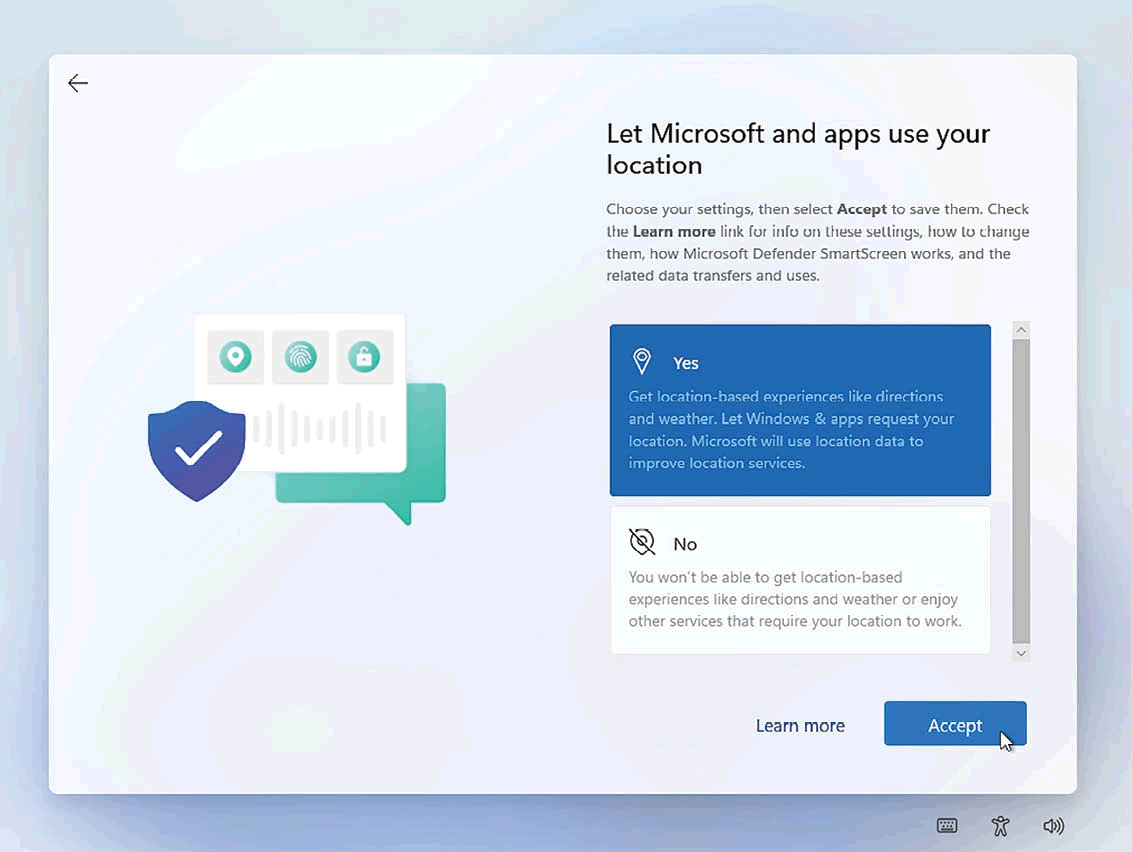 Let Microsoft and apps use your
location
Choose your settings, then select Accept to save them. Check
the Learn more link for info on these settings, how to change
them, how Microsoft Defender SmartScreen works, and the
related data transfers and uses.
Yes
Get location-based experiences like directions
and weather. Let Windows & apps request your
location. Microsoft will use location data to
improve location services.
No
You won't be able to get location-based
experiences like directions and weather or enjoy
other services that require your location to work.
Learn more
Accept